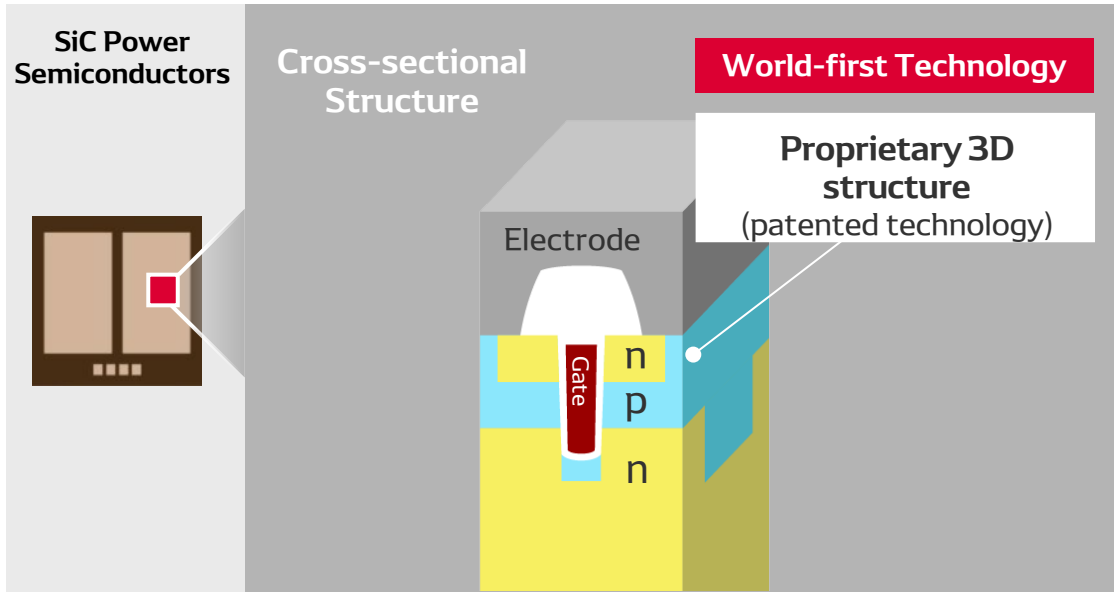 SiC Power
Semiconductors
Cross-sectional
Structure
World-first Technology
Proprietary 3D
structure
(patented technology)
Electrode
Gate
n
p
n